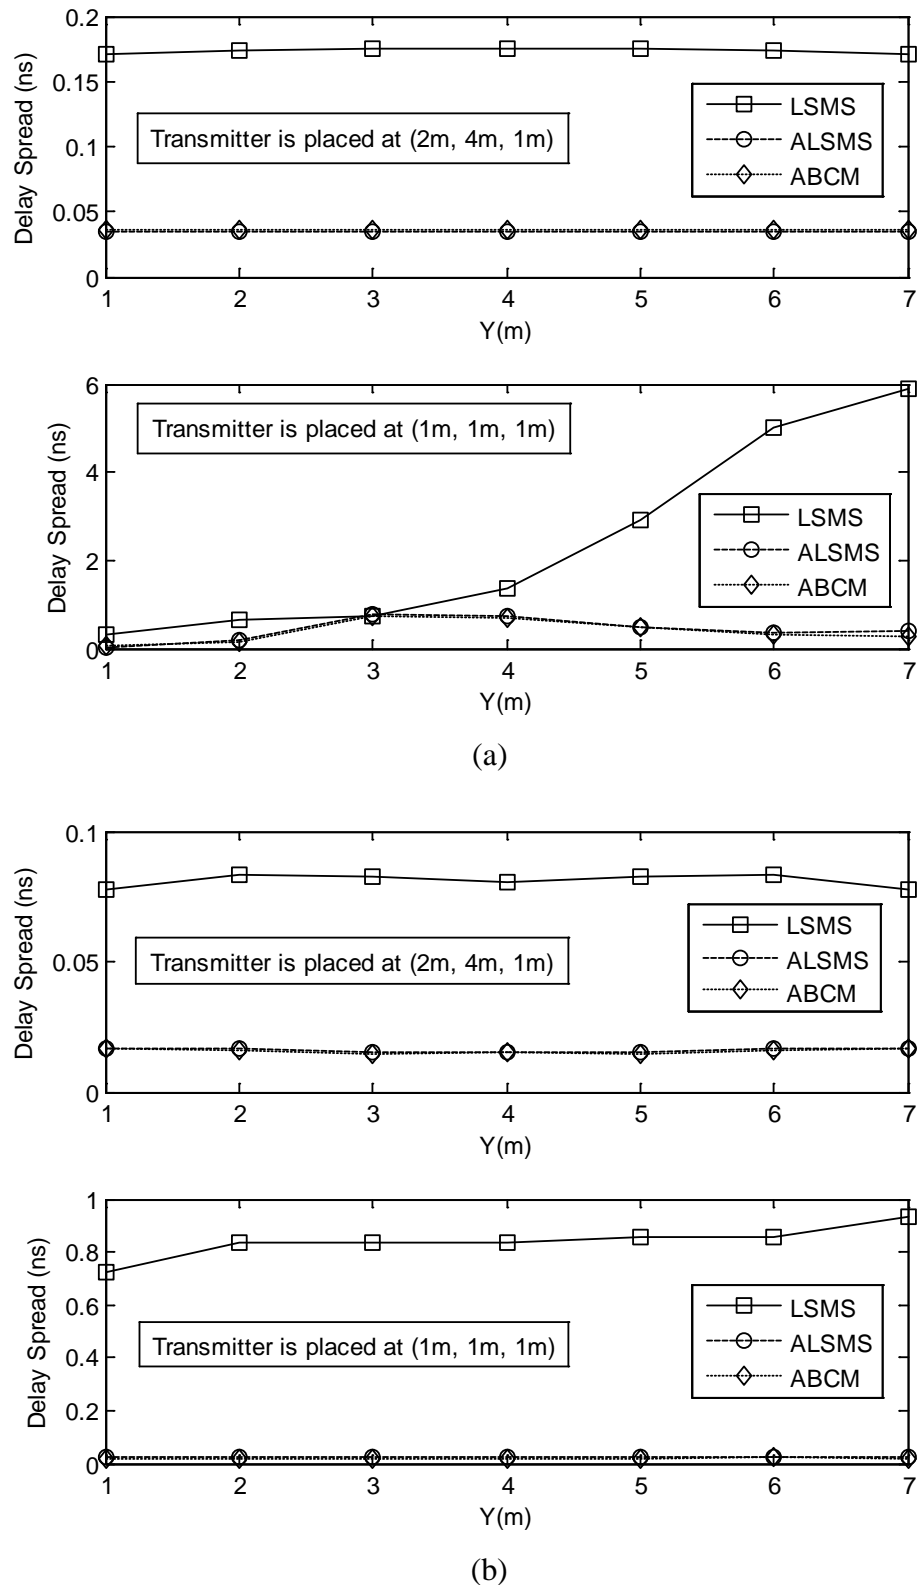 0.2
0.15
0.1
0.05
0
Delay Spread (ns)
Transmitter is placed at (2m, 4m, 1m)
LSMS
ALSMS
ABCM
1 2 3 4 5 6 7
Y(m)
6
4
2
0
Delay Spread (ns)
Transmitter is placed at (1m, 1m, 1m)
LSMS
ALSMS
ABCM
1 2 3 4 5 6 7
Y(m)
(a)
0.1
0.05
0
Delay Spread (ns)
Transmitter is placed at (2m, 4m, 1m)
LSMS
ALSMS
ABCM
1 2 3 4 5 6 7
Y(m)
1
0.8
0.6
0.4
0.2
0
Delay Spread (ns)
Transmitter is placed at (1m, 1m, 1m)
LSMS
ALSMS
ABCM
1 2 3 4 5 6 7
Y(m)
(b)